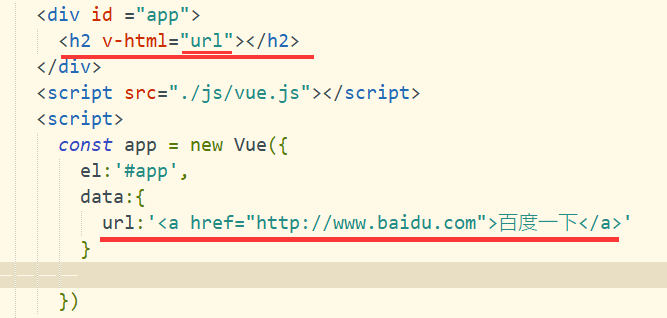 <div id ="app">
<h2 v-html="url"></h2>
</div>
<script src="./js/vue.js"></script>
<script>
const app = new Vue({
el:'#app',
data:{
url:'<a href="http://www.baidu.com">百度一下</a>'
}
})